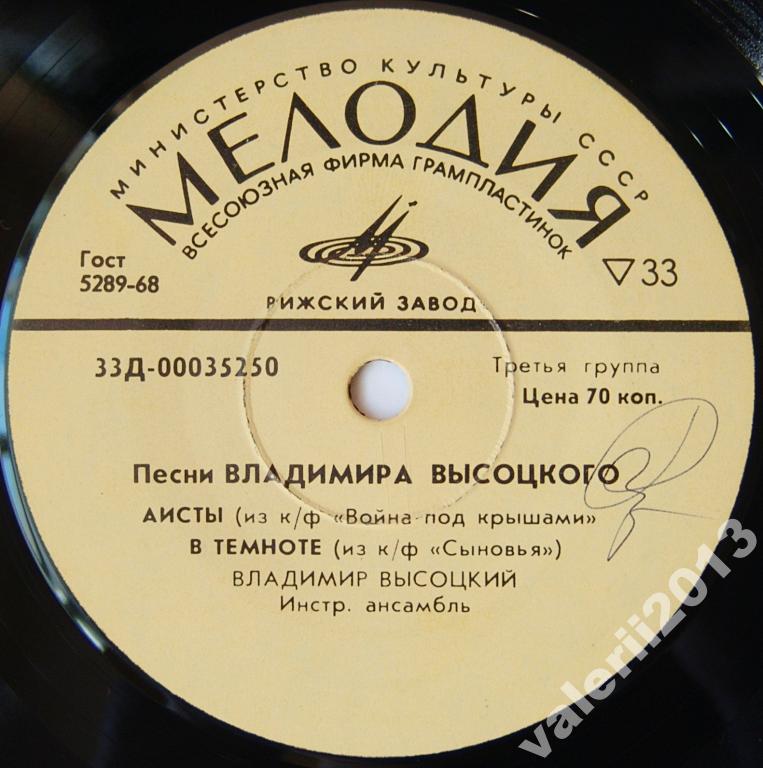 МИНИСТЕРСТВО КУЛЬТУРЫ СССР
МЕЛОДИЯ
ВСЕСОЮЗНАЯ ФИРМА ГРАМПЛАСТИНОК
Гост
5289-68
▽33
РИЖСКИЙ ЗАВОД
33Д-00035250
Третья группа
Цена 70 коп.
Песни ВЛАДИМИРА ВЫСОЦКОГО
АИСТЫ (из к/ф «Война под крышами»
В ТЕМНОТЕ (из к/ф «Сыновья»)
ВЛАДИМИР ВЫСОЦКИЙ
Инстр. ансамбль
valerii2013